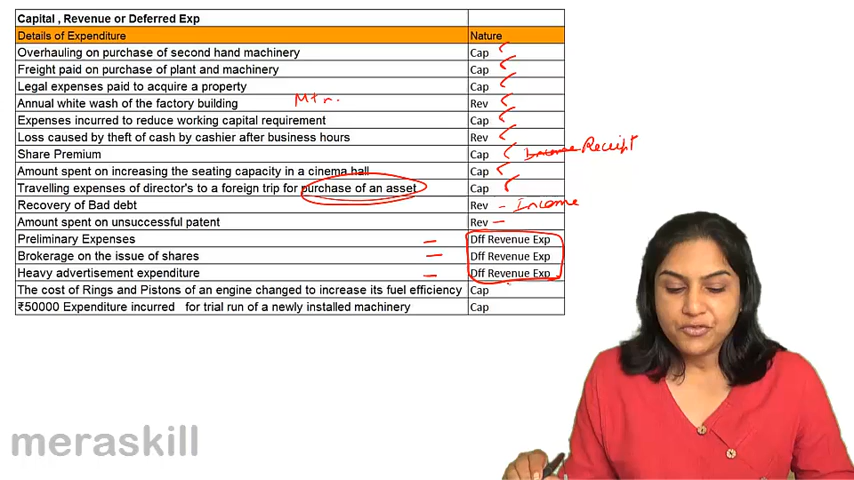 Capital , Revenue or Deferred Exp
Details of Expenditure Nature
Overhauling on purchase of second hand machinery Cap
Freight paid on purchase of plant and machinery Cap
Legal expenses paid to acquire a property Cap
Annual white wash of the factory building Mtn. Rev
Expenses incurred to reduce working capital requirement Cap
Loss caused by theft of cash by cashier after business hours Rev
Share Premium Cap Income Receipt
Amount spent on increasing the seating capacity in a cinema hall Cap
Travelling expenses of director's to a foreign trip for purchase of an asset Cap
Recovery of Bad debt Rev - Income
Amount spent on unsuccessful patent Rev -
Preliminary Expenses Dff Revenue Exp
Brokerage on the issue of shares Dff Revenue Exp
Heavy advertisement expenditure Dff Revenue Exp
The cost of Rings and Pistons of an engine changed to increase its fuel efficiency Cap
₹50000 Expenditure incurred for trial run of a newly installed machinery Cap
meraskill